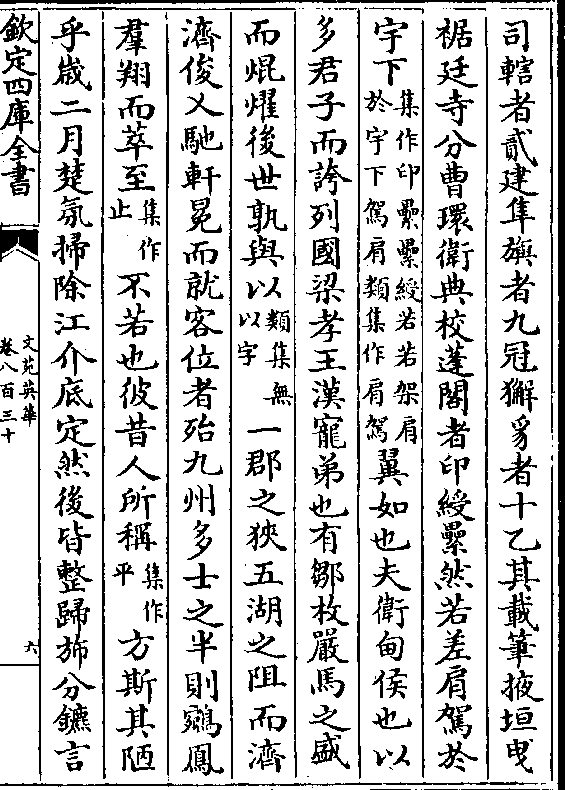 司轄者貳建隼旟者九冠獬豸者十乙其載筆掖垣曵
裾廷寺分曹環衛典校蓬閣者印綬纍然若差肩駕於
宇下集作印纍纍綬若若架肩於宇下駕肩類集作肩駕翼如也夫衛甸侯也以
多君子而誇列國梁孝王漢寵弟也有鄒枚嚴馬之盛
而焜燿後世孰與以類集無以字一郡之狹五湖之阻而濟
濟俊乂馳軒冕而就客位者殆九州多士之半則鵷鳳
羣翔而萃至集作止不若也彼昔人所稱集作平方斯其陋
乎嵗二月楚氛掃除江介底定然後皆整歸斾分鑣言
欽定四庫全書
文苑英華
卷八百三十
六